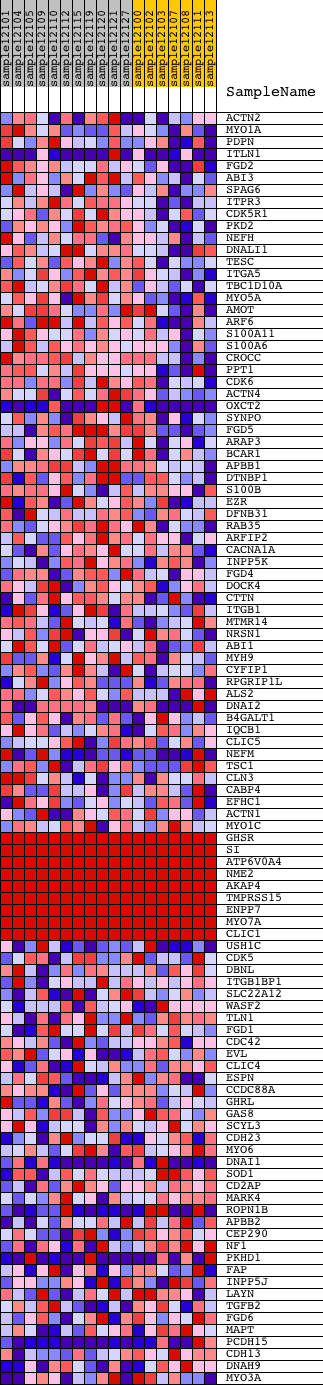 sample12101
sample12104
sample12105
sample12109
sample12110
sample12112
sample12115
sample12119
sample12120
sample12124
sample12127
sample12100
sample12102
sample12103
sample12107
sample12108
sample12111
sample12113
SampleName
ACTN2
MYO1A
PDPN
ITLN1
FGD2
ABI3
SPAG6
ITPR3
CDK5R1
PKD2
NEFH
DNALI1
TESC
ITGA5
TBC1D10A
MYO5A
AMOT
ARF6
S100A11
S100A6
CROCC
PPT1
CDK6
ACTN4
OXCT2
SYNPO
FGD5
ARAP3
BCAR1
APBB1
DTNBP1
S100B
EZR
DFNB31
RAB35
ARFIP2
CACNA1A
INPP5K
FGD4
DOCK4
CTTN
ITGB1
MTMR14
NRSN1
ABI1
MYH9
CYFIP1
RPGRIP1L
ALS2
DNAI2
B4GALT1
IQCB1
CLIC5
NEFM
TSC1
CLN3
CABP4
EFHC1
ACTN1
MYO1C
GHSR
SI
ATP6V0A4
NME2
AKAP4
TMPRSS15
ENPP7
MYO7A
CLIC1
USH1C
CDK5
DBNL
ITGB1BP1
SLC22A12
WASF2
TLN1
FGD1
CDC42
EVL
CLIC4
ESPN
CCDC88A
GHRL
GAS8
SCYL3
CDH23
MYO6
DNAI1
SOD1
CD2AP
MARK4
ROPN1B
APBB2
CEP290
NF1
PKHD1
FAP
INPP5J
LAYN
TGFB2
FGD6
MAPT
PCDH15
CDH13
DNAH9
MYO3A